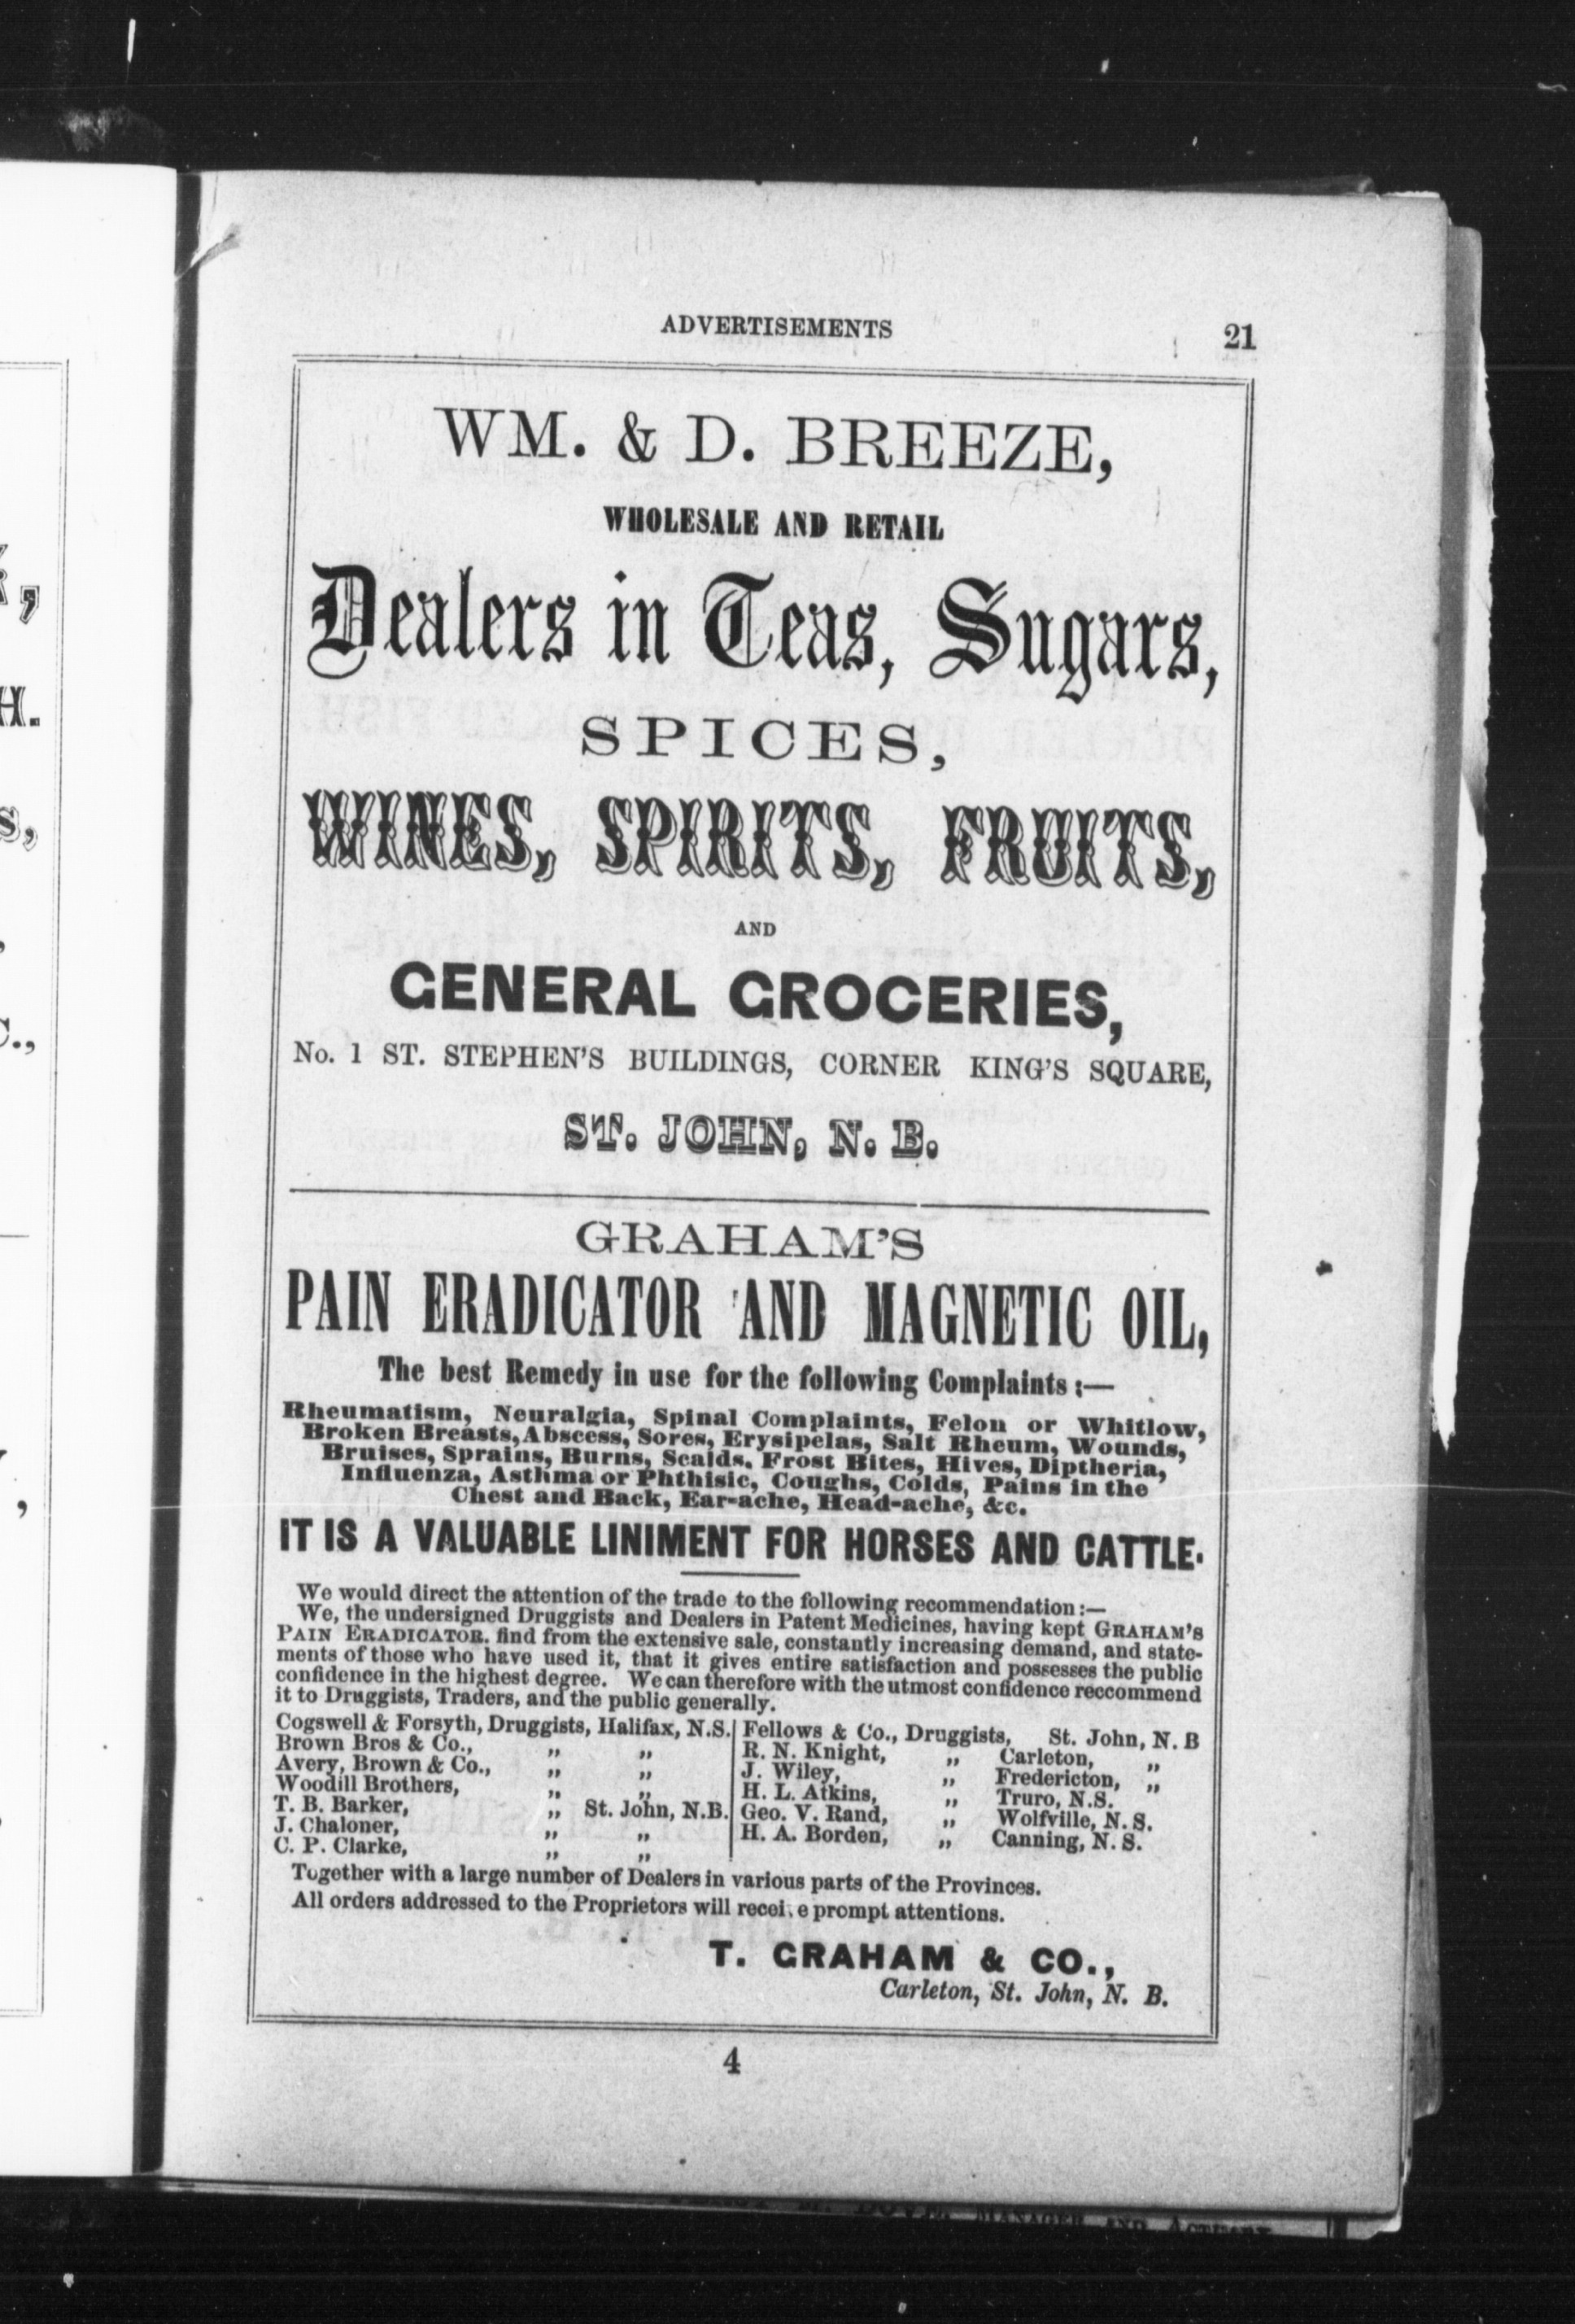 ADVERTISEMENTS 21
WM. & D. BREEZE,
WHOLESALE AND RETAIL
Dealers in Teas, Sugars,
SPICES,
WINES, SPIRITS, FRUITS,
AND
GENERAL GROCERIES,
No. 1 ST. STEPHEN'S BUILDINGS, CORNER KING'S SQUARE,
ST. JOHN, N. B.
GRAHAM'S
PAIN ERADICATOR AND MAGNETIC OIL,
The best Remedy in use for the following Complaints:—
Rheumatism, Neuralgia, Spinal Complaints, Felon or Whitlow,
Broken Breasts, Abscess, Sores, Erysipelas, Salt Rheum, Wounds,
Bruises, Sprains, Burns, Scalds. Frost Bites, Hives, Diptheria,
Influenza, Asthma or Phthisic, Coughs, Colds, Pains in the
Chest and Back, Ear-ache, Head-ache, &c.
IT IS A VALUABLE LINIMENT FOR HORSES AND CATTLE.
We would direct the attention of the trade to the following recommendation:—
We, the undersigned Druggists and Dealers in Patent Medicines, having kept GRAHAM'S
PAIN ERADICATOR. find from the extensive sale, constantly increasing demand, and state-
ments of those who have used it, that it gives entire satisfaction and possesses the public
confidence in the highest degree. We can therefore with the utmost confidence reccommend
it to Druggists, Traders, and the public generally.
Cogswell & Forsyth, Druggists, Halifax, N.S.
Brown Bros & Co., „ „
Avery, Brown & Co., „ „
Woodill Brothers, „ „
T. B. Barker, „ St. John, N.B.
J. Chaloner, „ „
C. P. Clarke, „ „
Fellows & Co., Druggists, St. John, N. B
R. N. Knight, „ Carleton, „
J. Wiley, „ Fredericton, „
H. L. Atkins, „ Truro, N.S.
Geo. V. Rand, „ Wolfville, N. S.
H. A. Borden, „ Canning, N. S.
Together with a large number of Dealers in various parts of the Provinces.
All orders addressed to the Proprietors will receive prompt attentions.
T. GRAHAM & CO.,
Carleton, St. John, N. B.
4
MANAGER AND ACTUARY